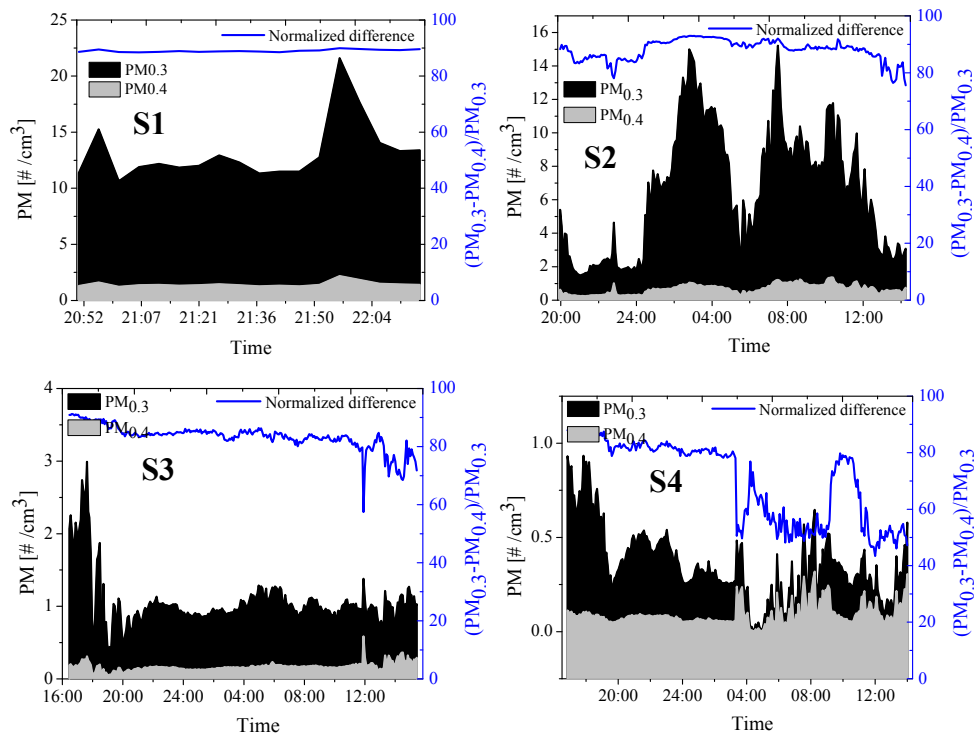 Normalized difference
PM0.3
PM0.4
S1
25
20
15
10
5
0
100
80
60
40
20
0
PM [# /cm³]
(PM0.3-PM0.4)/PM0.3
20:52 21:07 21:21 21:36 21:50 22:04
Time
Normalized difference
PM0.3
PM0.4
S2
16
14
12
10
8
6
4
2
0
100
80
60
40
20
0
PM [# /cm³]
(PM0.3-PM0.4)/PM0.3
20:00 24:00 04:00 08:00 12:00
Time
PM0.3
Normalized difference
PM0.4
S3
4
3
2
1
0
100
80
60
40
20
0
PM [# /cm³]
(PM0.3-PM0.4)/PM0.3
16:00 20:00 24:00 04:00 08:00 12:00
Time
PM0.3
Normalized difference
PM0.4
S4
1.0
0.5
0.0
100
80
60
40
20
0
PM [# /cm³]
(PM0.3-PM0.4)/PM0.3
20:00 24:00 04:00 08:00 12:00
Time